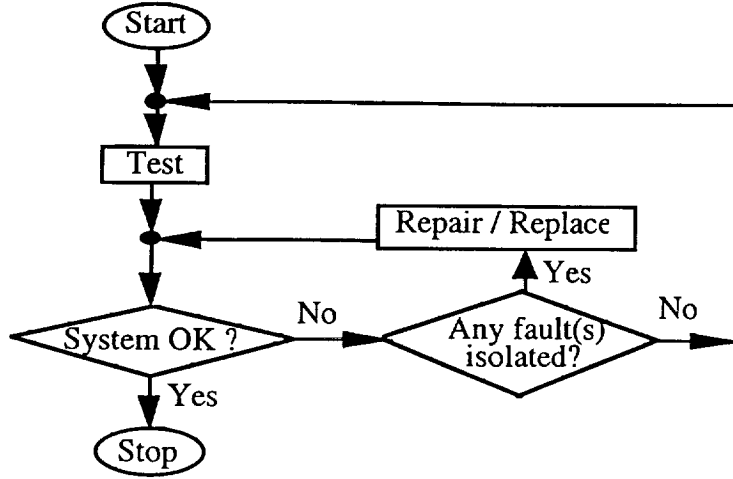 Start
Test
Repair / Replace
Yes
No
No
System OK ?
Any fault(s)
isolated?
Yes
Stop